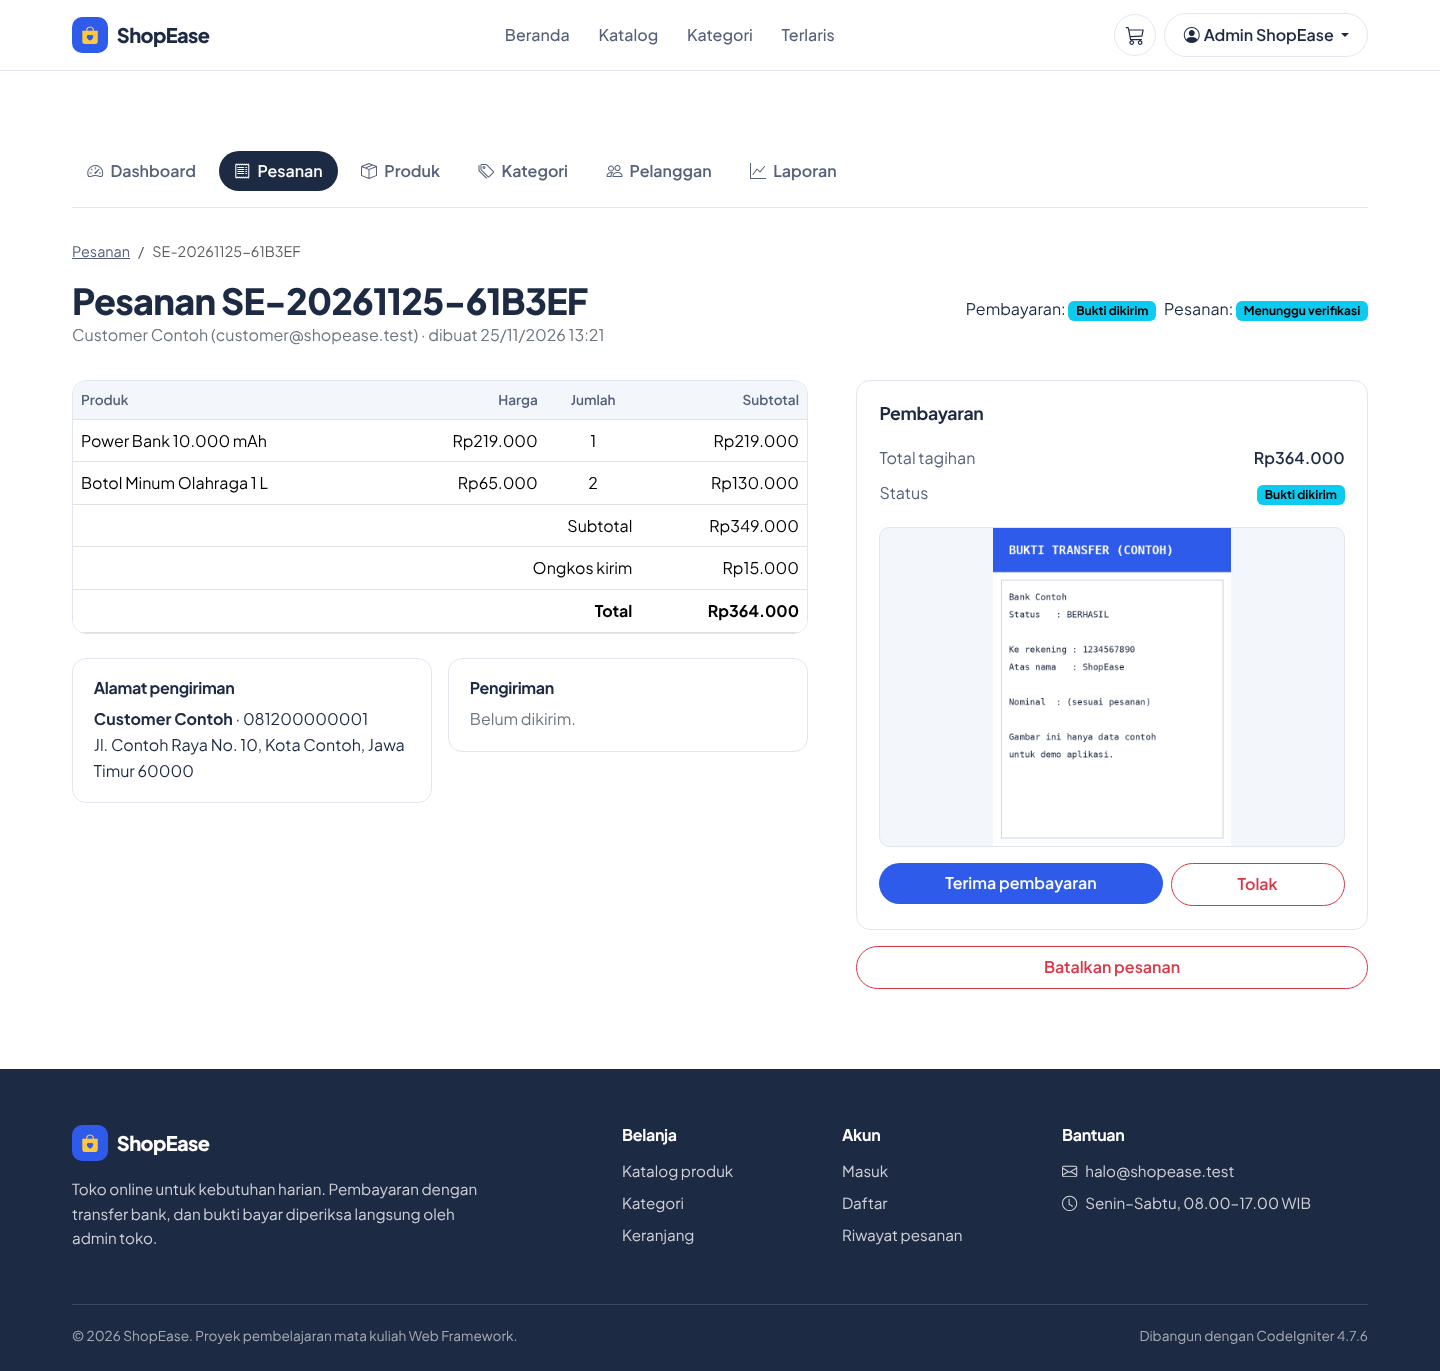 ShopEase
Beranda Katalog Kategori Terlaris
Admin ShopEase
Dashboard Pesanan Produk Kategori Pelanggan Laporan
Pesanan / SE-20261125-61B3EF
Pesanan SE-20261125-61B3EF
Customer Contoh (customer@shopease.test) · dibuat 25/11/2026 13:21
Pembayaran: Bukti dikirim Pesanan: Menunggu verifikasi
Produk Harga Jumlah Subtotal
Power Bank 10.000 mAh Rp219.000 1 Rp219.000
Botol Minum Olahraga 1 L Rp65.000 2 Rp130.000
Subtotal Rp349.000
Ongkos kirim Rp15.000
Total Rp364.000
Alamat pengiriman
Customer Contoh · 081200000001
Jl. Contoh Raya No. 10, Kota Contoh, Jawa
Timur 60000
Pengiriman
Belum dikirim.
Pembayaran
Total tagihan Rp364.000
Status Bukti dikirim
BUKTI TRANSFER (CONTOH)
Bank Contoh
Status : BERHASIL
Ke rekening : 1234567890
Atas nama : ShopEase
Nominal : (sesuai pesanan)
Gambar ini hanya data contoh
untuk demo aplikasi.
Terima pembayaran Tolak
Batalkan pesanan
ShopEase
Toko online untuk kebutuhan harian. Pembayaran dengan
transfer bank, dan bukti bayar diperiksa langsung oleh
admin toko.
Belanja
Katalog produk
Kategori
Keranjang
Akun
Masuk
Daftar
Riwayat pesanan
Bantuan
halo@shopease.test
Senin–Sabtu, 08.00–17.00 WIB
© 2026 ShopEase. Proyek pembelajaran mata kuliah Web Framework.
Dibangun dengan CodeIgniter 4.7.6